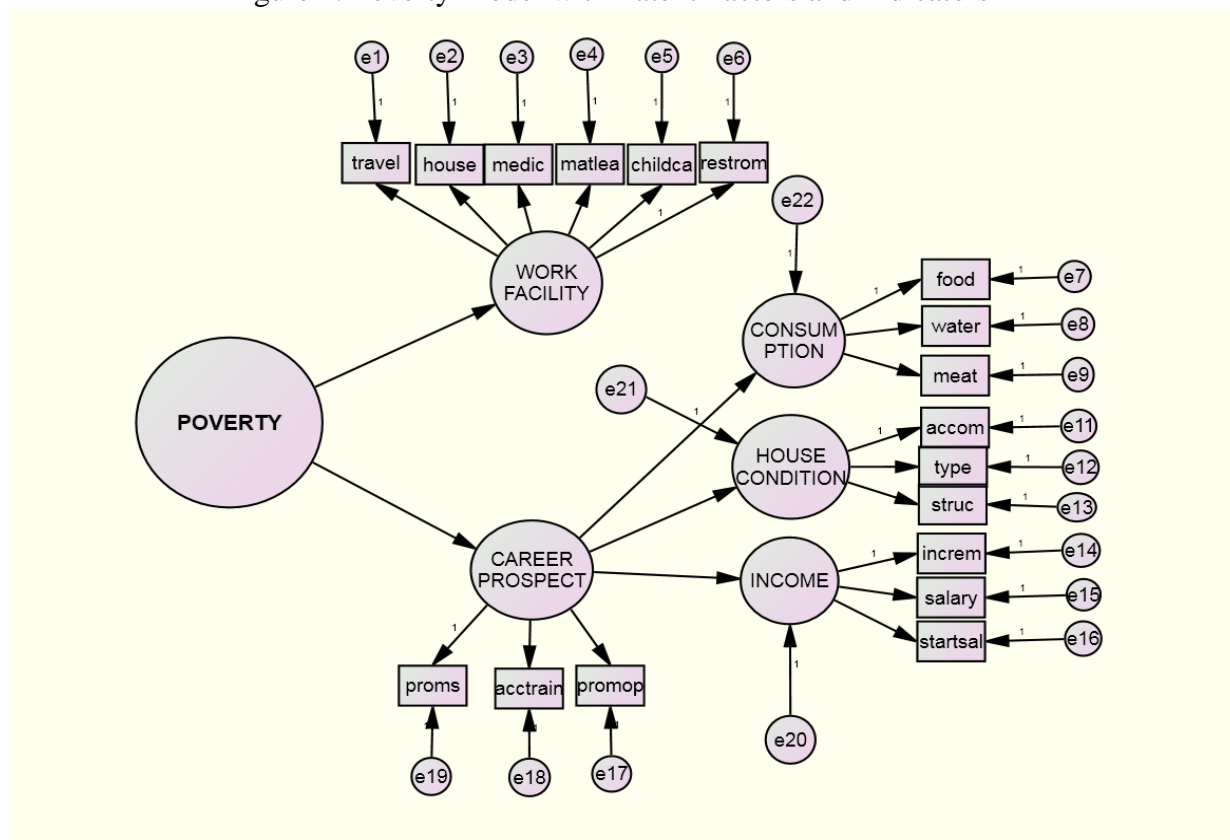 e1 e2 e3 e4 e5 e6
1 1 1 1 1 1
travel house medic matlea childca restrom
1
e22
1
WORK
FACILITY
food 1 e7
1
water 1 e8
CONSUM
PTION
meat 1 e9
e21
1
POVERTY
accom 1 e11
1
HOUSE
CONDITION
type 1 e12
struc 1 e13
increm 1 e14
1
CAREER
PROSPECT
INCOME
salary 1 e15
startsal 1 e16
1
1
proms acctrain promop
e20
e19 e18 e17